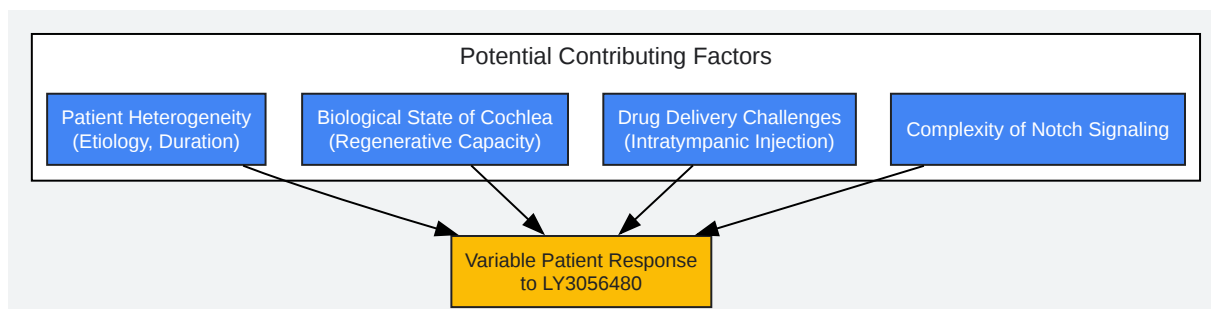 Potential Contributing Factors
Patient Heterogeneity
(Etiology, Duration)
Biological State of Cochlea
(Regenerative Capacity)
Drug Delivery Challenges
(Intratympanic Injection)
Complexity of Notch Signaling
Variable Patient Response
to LY3056480